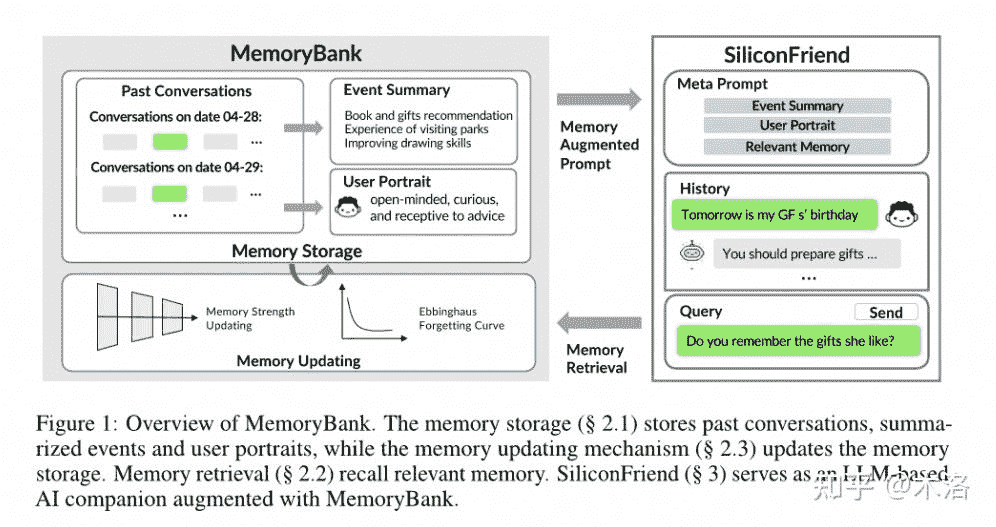 MemoryBank
Past Conversations
Conversations on date 04-28:
...
Conversations on date 04-29:
...
...
Event Summary
Book and gifts recommendation
Experience of visiting parks
Improving drawing skills
User Portrait
open-minded, curious,
and receptive to advice
Memory Storage
Memory Strength
Updating
Ebbinghaus
Forgetting Curve
Memory Updating
Memory
Augmented
Prompt
Memory
Retrieval
SiliconFriend
Meta Prompt
Event Summary
User Portrait
Relevant Memory
History
Tomorrow is my GF s' birthday
You should prepare gifts ...
...
Query
Send
Do you remember the gifts she like?
Figure 1: Overview of MemoryBank. The memory storage (§ 2.1) stores past conversations, summa-
rized events and user portraits, while the memory updating mechanism (§ 2.3) updates the memory
storage. Memory retrieval (§ 2.2) recall relevant memory. SiliconFriend (§ 3) serves as an LLM-based
AI companion augmented with MemoryBank.
知乎 @木洛